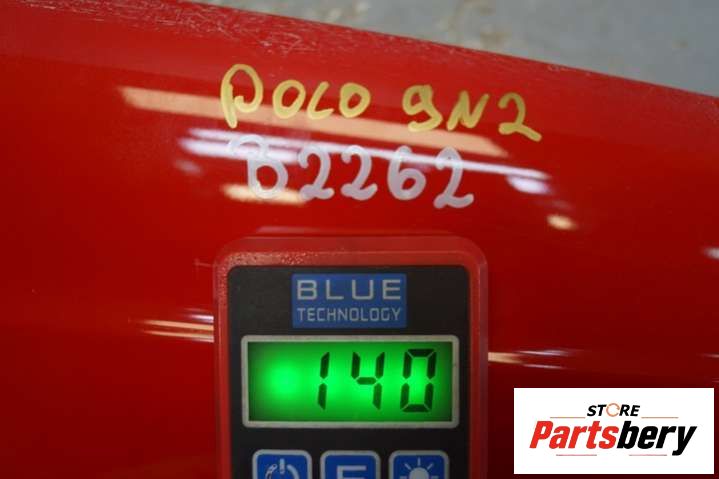 POLO 9N2
B2262
BLUE
TECHNOLOGY
140
STORE
Partsbery